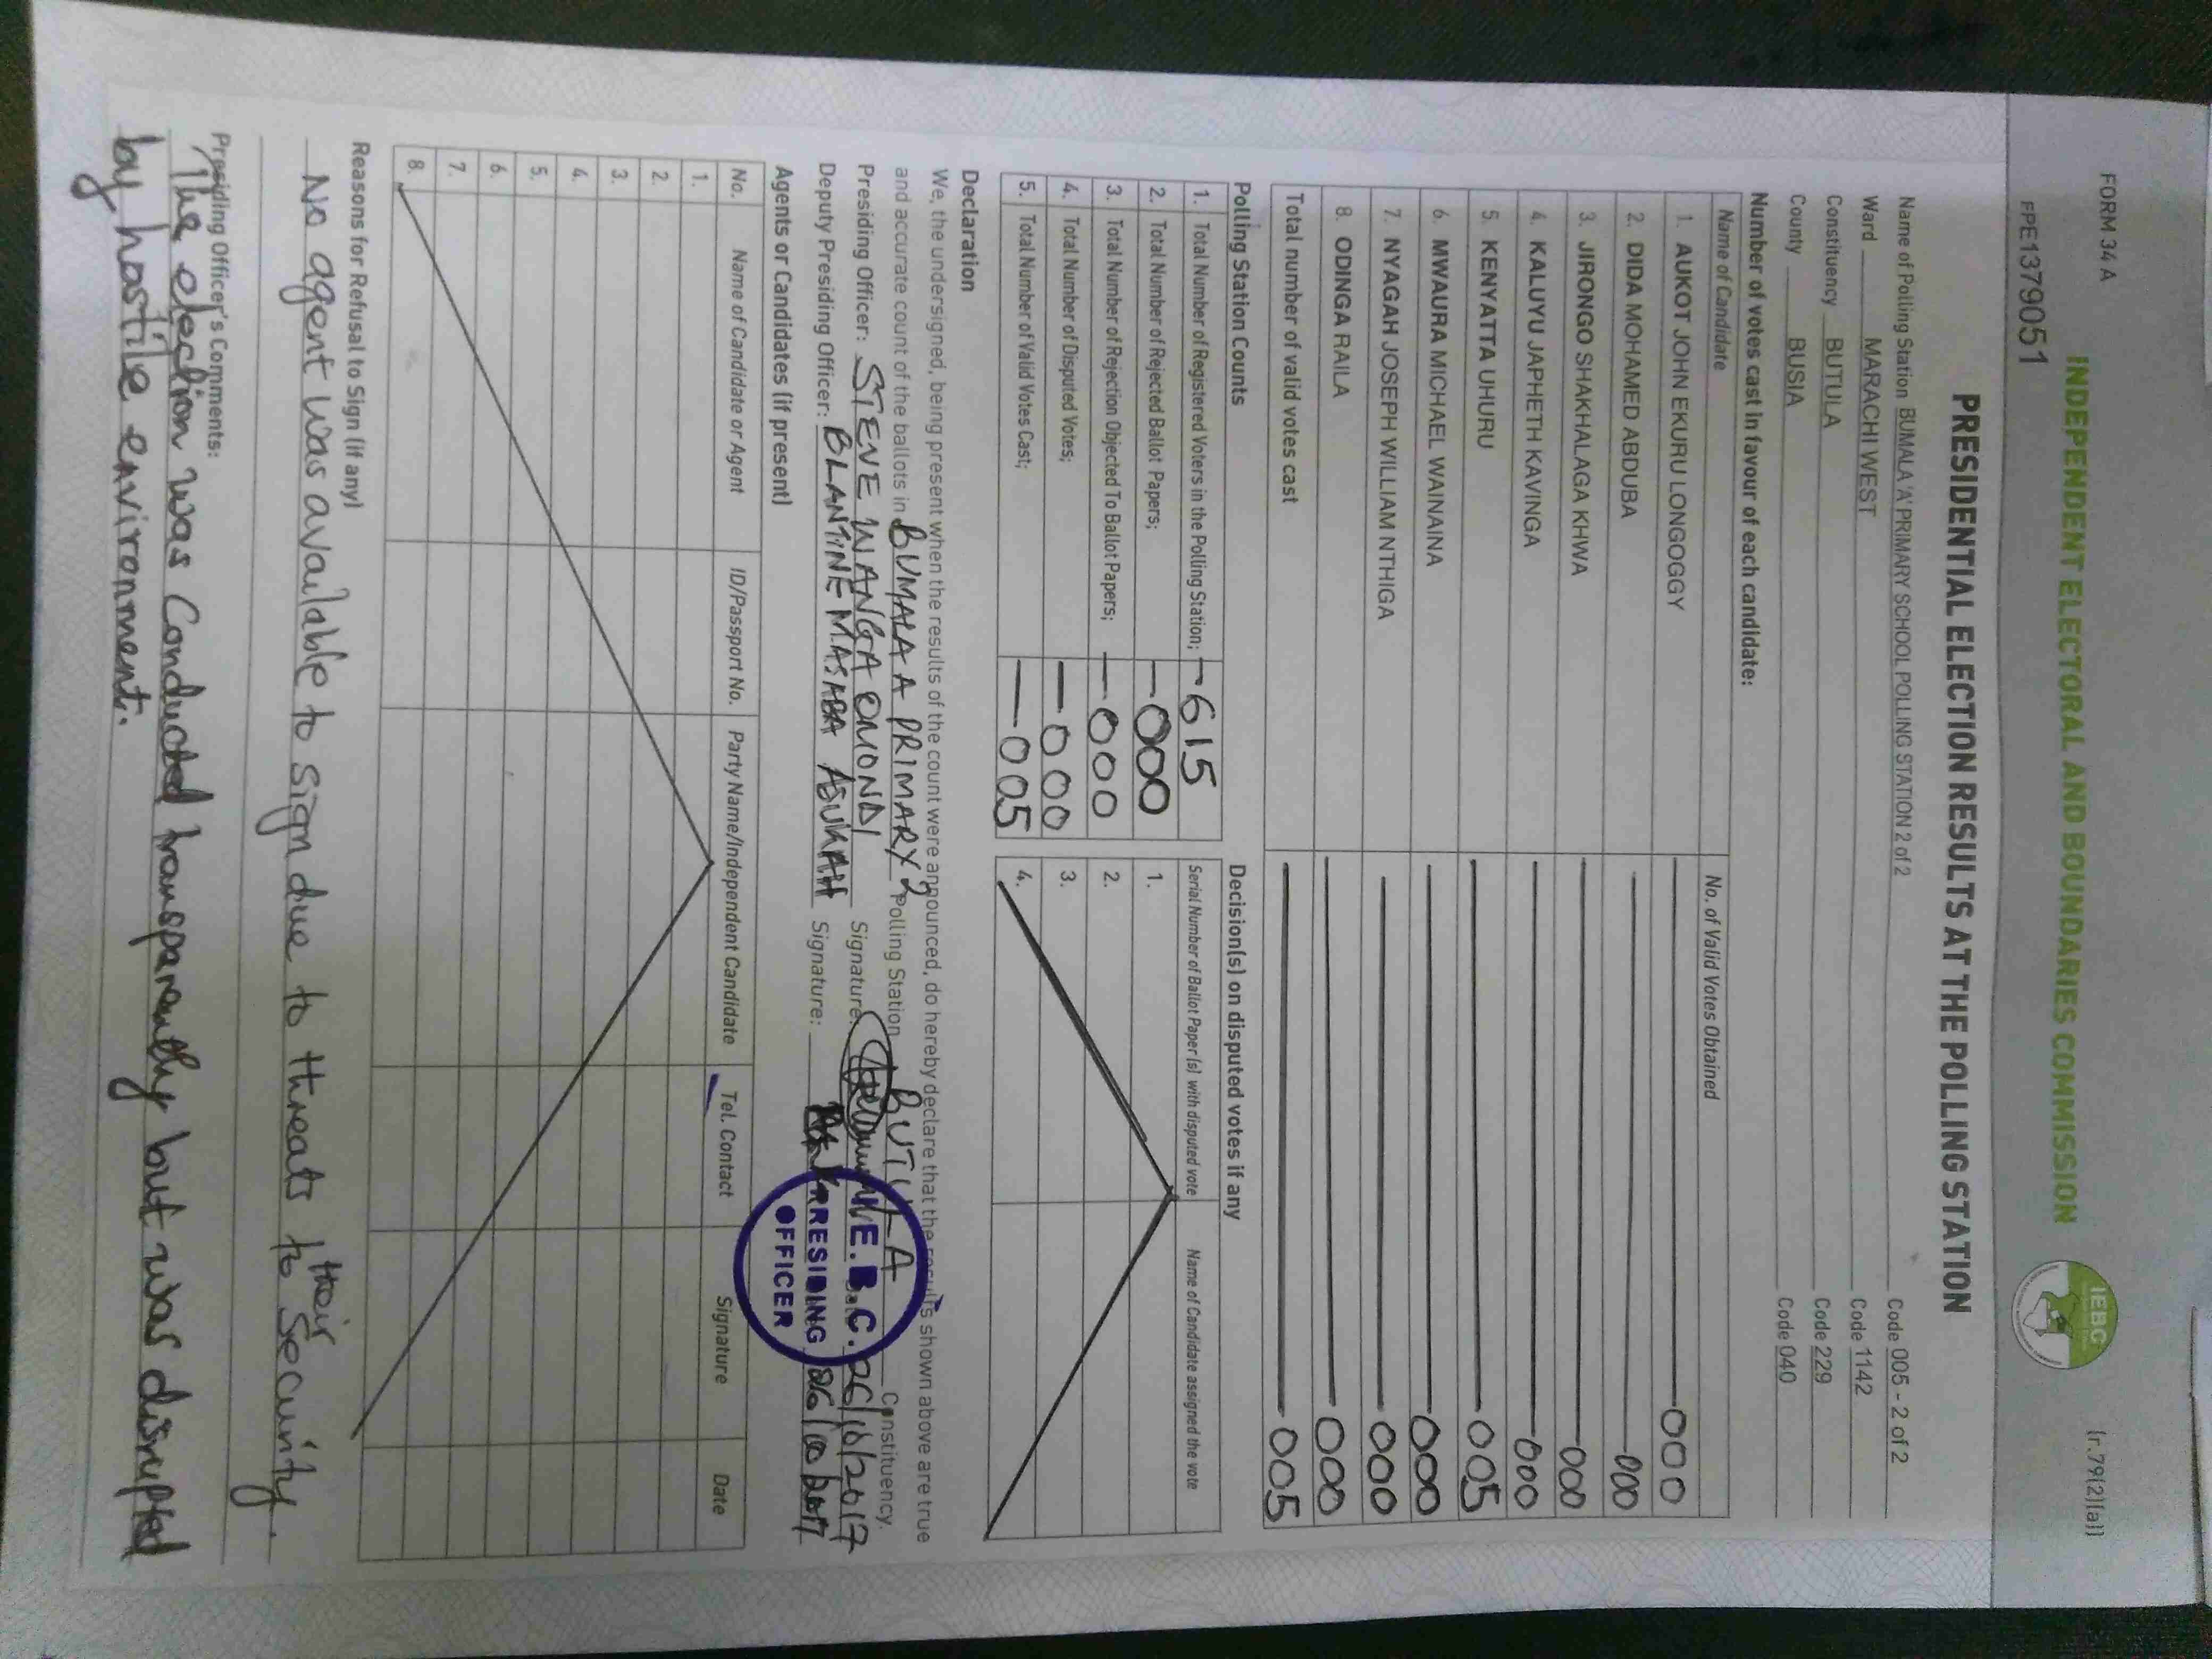 FORM 34 A
(r.79(2)(a))
INDEPENDENT ELECTORAL AND BOUNDARIES COMMISSION
IEBC
FPE1379051
PRESIDENTIAL ELECTION RESULTS AT THE POLLING STATION
Name of Polling Station BUMALA 'A' PRIMARY SCHOOL POLLING STATION 2 of 2 Code 005 - 2 of 2
Ward MARACHI WEST Code 1142
Constituency BUTULA Code 229
County BUSIA Code 040
Number of votes cast in favour of each candidate:
Name of Candidate No. of Valid Votes Obtained
1. AUKOT JOHN EKURU LONGOGGY 000
2. DIDA MOHAMED ABDUBA 000
3. JIRONGO SHAKHALAGA KHWA 000
4. KALUYU JAPHETH KAVINGA 000
5. KENYATTA UHURU 005
6. MWAURA MICHAEL WAINAINA 000
7. NYAGAH JOSEPH WILLIAM NTHIGA 000
8. ODINGA RAILA 000
Total number of valid votes cast 005
Polling Station Counts
1. Total Number of Registered Voters in the Polling Station; 615
2. Total Number of Rejected Ballot Papers; 000
3. Total Number of Rejection Objected To Ballot Papers; 000
4. Total Number of Disputed Votes; 000
5. Total Number of Valid Votes Cast; 005
Decision(s) on disputed votes if any
Serial Number of Ballot Paper (s) with disputed vote Name of Candidate assigned the vote
1.
2.
3.
4.
Declaration
We, the undersigned, being present when the results of the count were announced, do hereby declare that the results shown above are true
and accurate count of the ballots in BUMALA A PRIMARY 2 Polling Station BUTULA Constituency.
Presiding Officer: STEVE WANGA OMONDI Signature: 26/10/2017
Deputy Presiding Officer: BLANTINE MASABA ASUKAH Signature: 26/10/2017
I.E.B.C.
PRESIDING
OFFICER
Agents or Candidates (if present)
No. Name of Candidate or Agent ID/Passport No. Party Name/Independent Candidate Tel. Contact Signature Date
1.
2.
3.
4.
5.
6.
7.
8.
Reasons for Refusal to Sign (if any)
No agent was available to sign due to threats to their security.
Presiding Officer's Comments:
The election was Conducted transparently but was disrupted
by hostile environment.